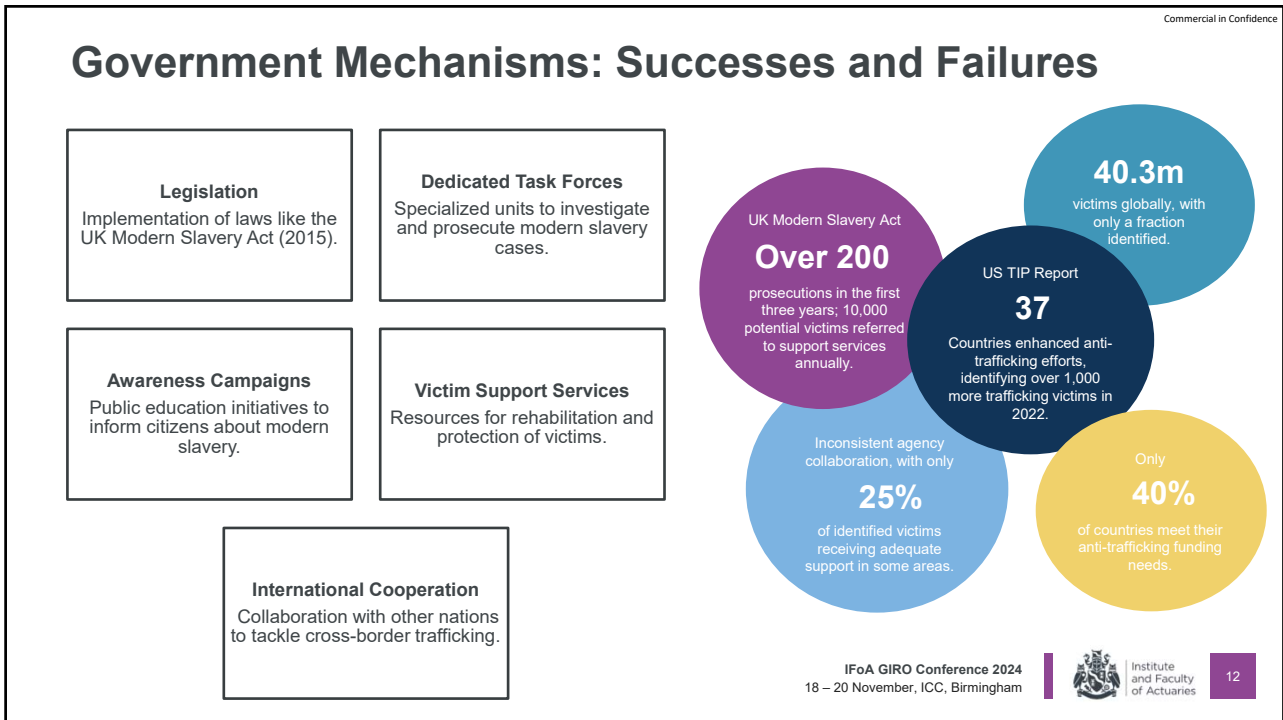 Commercial in Confidence
Government Mechanisms: Successes and Failures
Legislation
Implementation of laws like the
UK Modern Slavery Act (2015).
Dedicated Task Forces
Specialized units to investigate
and prosecute modern slavery
cases.
Awareness Campaigns
Public education initiatives to
inform citizens about modern
slavery.
Victim Support Services
Resources for rehabilitation and
protection of victims.
International Cooperation
Collaboration with other nations
to tackle cross-border trafficking.
UK Modern Slavery Act
Over 200
prosecutions in the first
three years; 10,000
potential victims referred
to support services
annually.
40.3m
victims globally, with
only a fraction
identified.
US TIP Report
37
Countries enhanced anti-
trafficking efforts,
identifying over 1,000
more trafficking victims in
2022.
Inconsistent agency
collaboration, with only
25%
of identified victims
receiving adequate
support in some areas.
Only
40%
of countries meet their
anti-trafficking funding
needs.
IFoA GIRO Conference 2024
18 – 20 November, ICC, Birmingham
Institute
and Faculty
of Actuaries
12